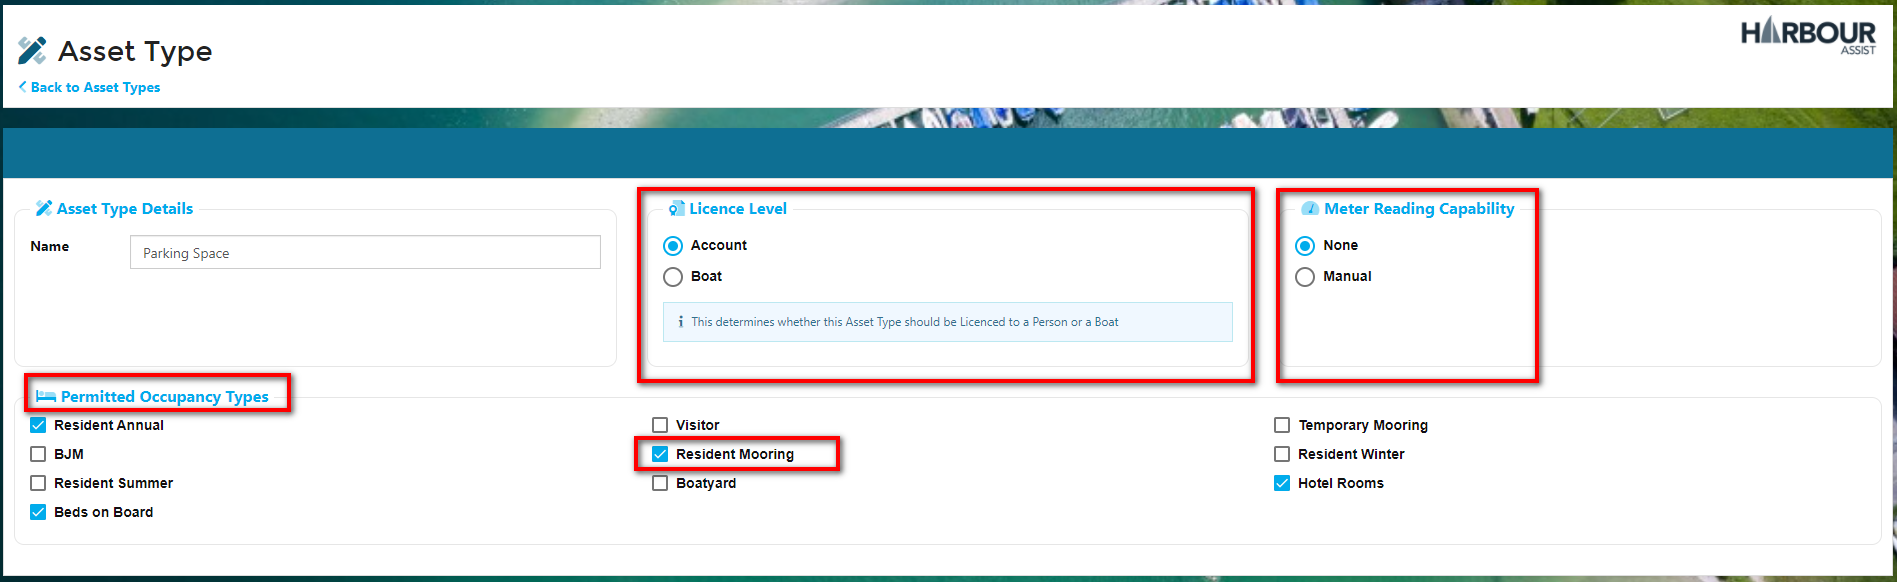 Asset Type
HARBOUR
ASSIST
Back to Asset Types
Asset Type Details
Name
Parking Space
Licence Level
Account
Boat
This determines whether this Asset Type should be Licenced to a Person or a Boat
Meter Reading Capability
None
Manual
Permitted Occupancy Types
Resident Annual
Visitor
Temporary Mooring
BJM
Resident Mooring
Resident Winter
Resident Summer
Boatyard
Hotel Rooms
Beds on Board